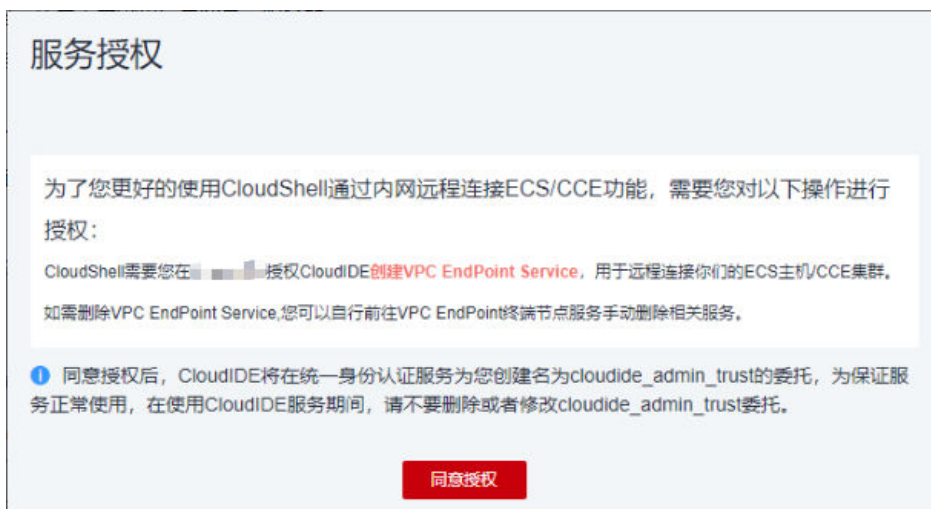 服务授权
为了您更好的使用CloudShell通过内网远程连接ECS/CCE功能，需要您对以下操作进行
授权：
CloudShell需要您在 授权CloudIDE创建VPC EndPoint Service，用于远程连接你们的ECS主机/CCE集群。
如需删除VPC EndPoint Service,您可以自行前往VPC EndPoint终端节点服务手动删除相关服务。
同意授权后，CloudIDE将在统一身份认证服务为您创建名为cloudide_admin_trust的委托，为保证服
务正常使用，在使用CloudIDE服务期间，请不要删除或者修改cloudide_admin_trust委托。
同意授权